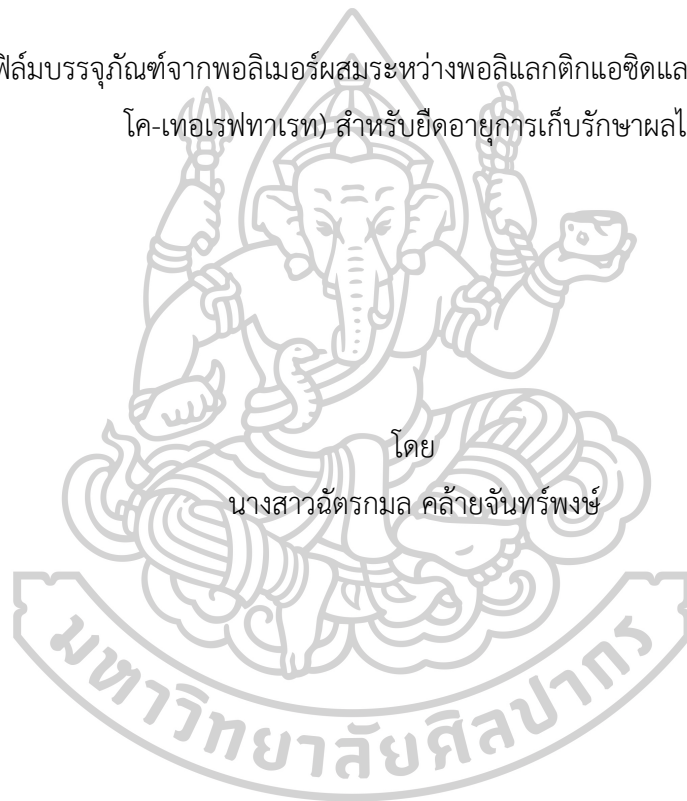 ฟิล์มบรรจุภัณฑ์จากพอลิเมอร์ผสมระหว่างพอลิแลกติกแอซิดแล
โค-เทอเรฟทาเรท) สำหรับยืดอายุการเก็บรักษาผลไ
โดย
นางสาวฉัตรกมล คล้ายจันทร์พงษ์
มหาวิทยาลัยศิลปากร